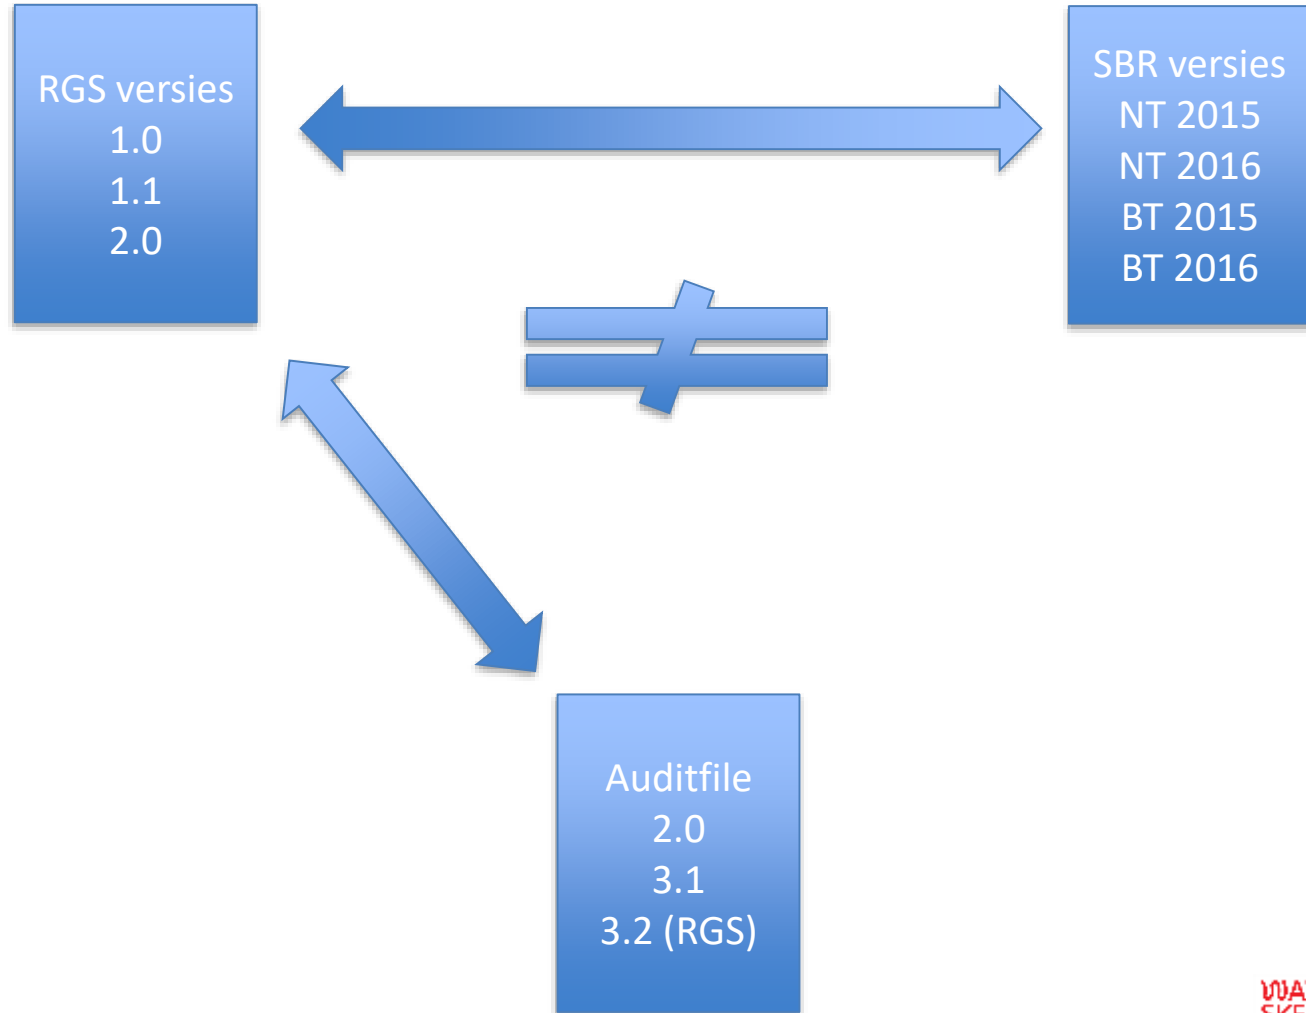 RGS versies
1.0
1.1
2.0
SBR versies
NT 2015
NT 2016
BT 2015
BT 2016
Auditfile
2.0
3.1
3.2 (RGS)